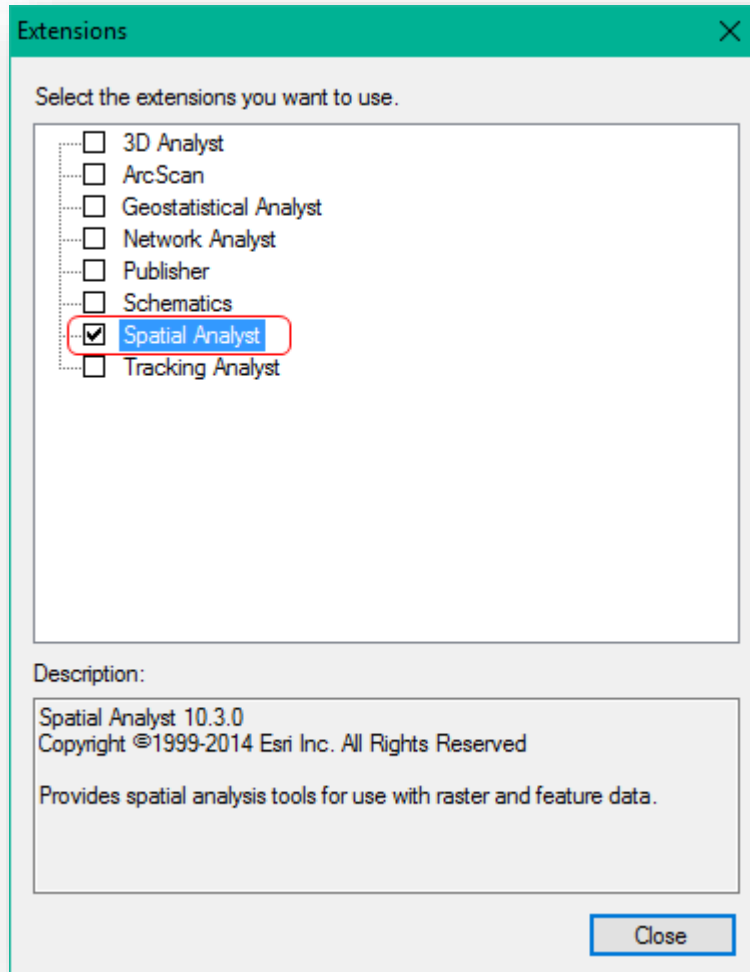 Extensions
Select the extensions you want to use.
3D Analyst
ArcScan
Geostatistical Analyst
Network Analyst
Publisher
Schematics
Spatial Analyst
Tracking Analyst
Description:
Spatial Analyst 10.3.0
Copyright ©1999-2014 Esri Inc. All Rights Reserved
Provides spatial analysis tools for use with raster and feature data.
Close